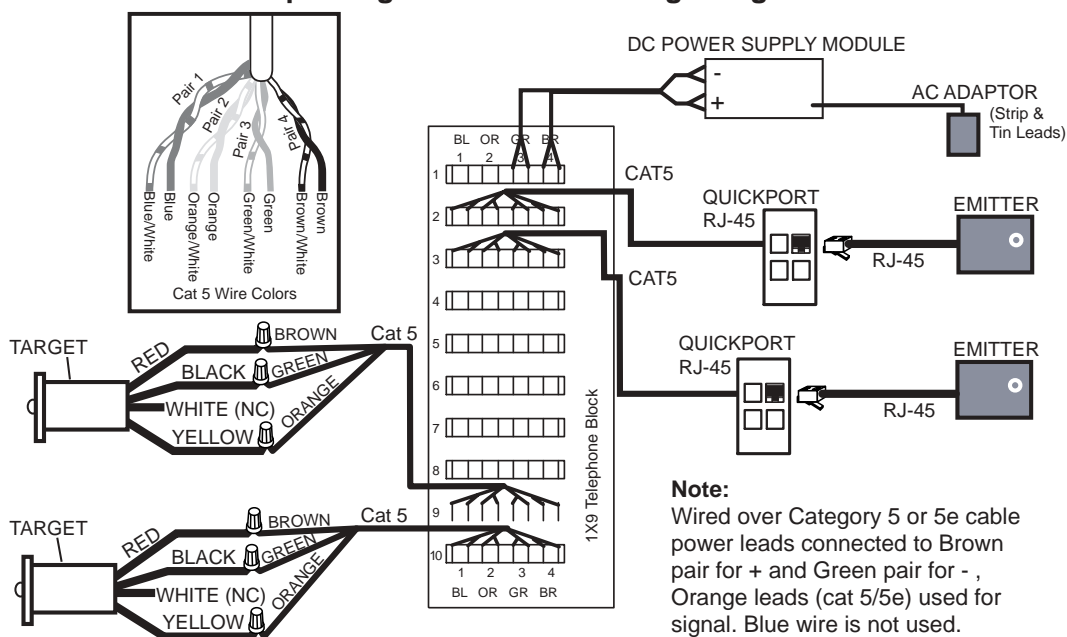 Pair 1
Pair 2
Pair 3
Pair 4
Blue/White
Blue
Orange/White
Orange
Green/White
Green
Brown/White
Brown
Cat 5 Wire Colors
DC POWER SUPPLY MODULE
-
+
AC ADAPTOR
(Strip &
Tin Leads)
BL OR GR BR
1 2 3 4
1
2
3
4
5
6
7
8
9
10
1 2 3 4
BL OR GR BR
1X9 Telephone Block
CAT5
QUICKPORT
RJ-45
RJ-45
EMITTER
CAT5
QUICKPORT
RJ-45
RJ-45
EMITTER
TARGET
RED
BLACK
WHITE (NC)
YELLOW
BROWN
GREEN
ORANGE
Cat 5
TARGET
RED
BLACK
WHITE (NC)
YELLOW
BROWN
GREEN
ORANGE
Cat 5
Note:
Wired over Category 5 or 5e cable
power leads connected to Brown
pair for + and Green pair for - ,
Orange leads (cat 5/5e) used for
signal. Blue wire is not used.